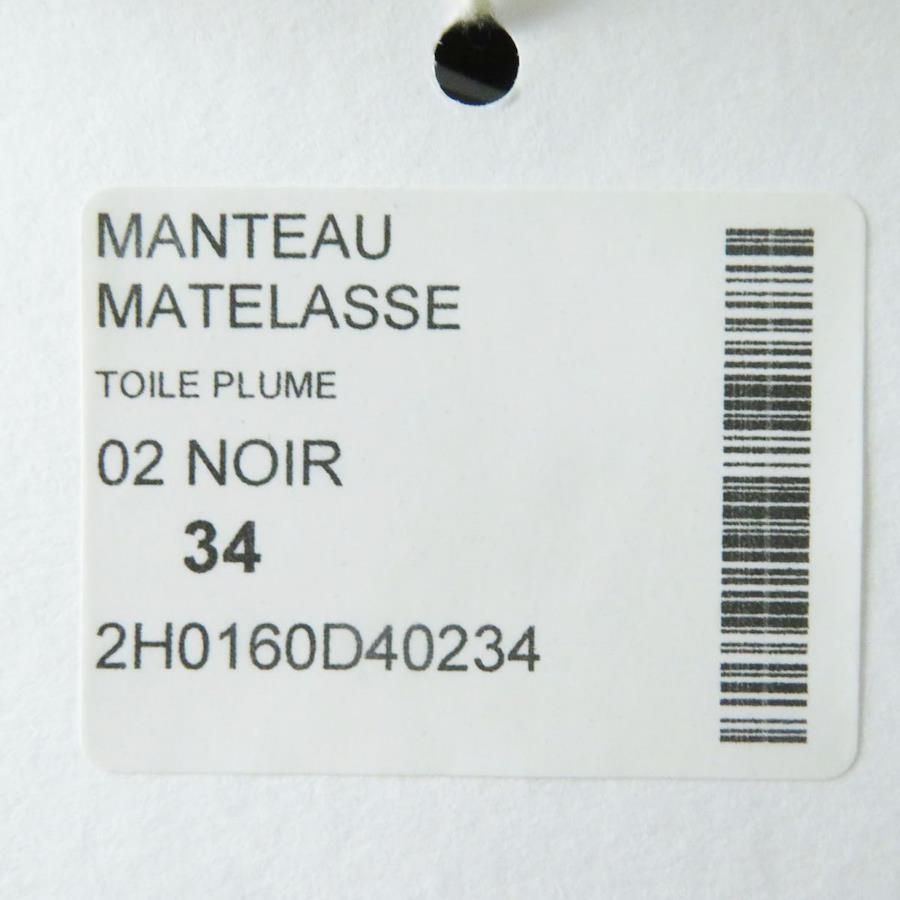 MANTEAU
MATELASSE
TOILE PLUME
02 NOIR
34
2H0160D40234